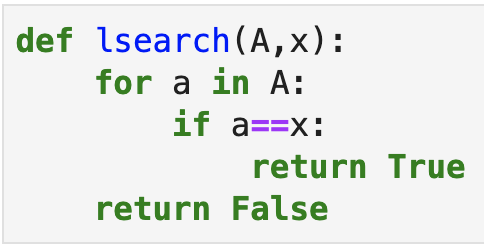 def lsearch(A,x):
    for a in A:
        if a==x:
            return True
    return False